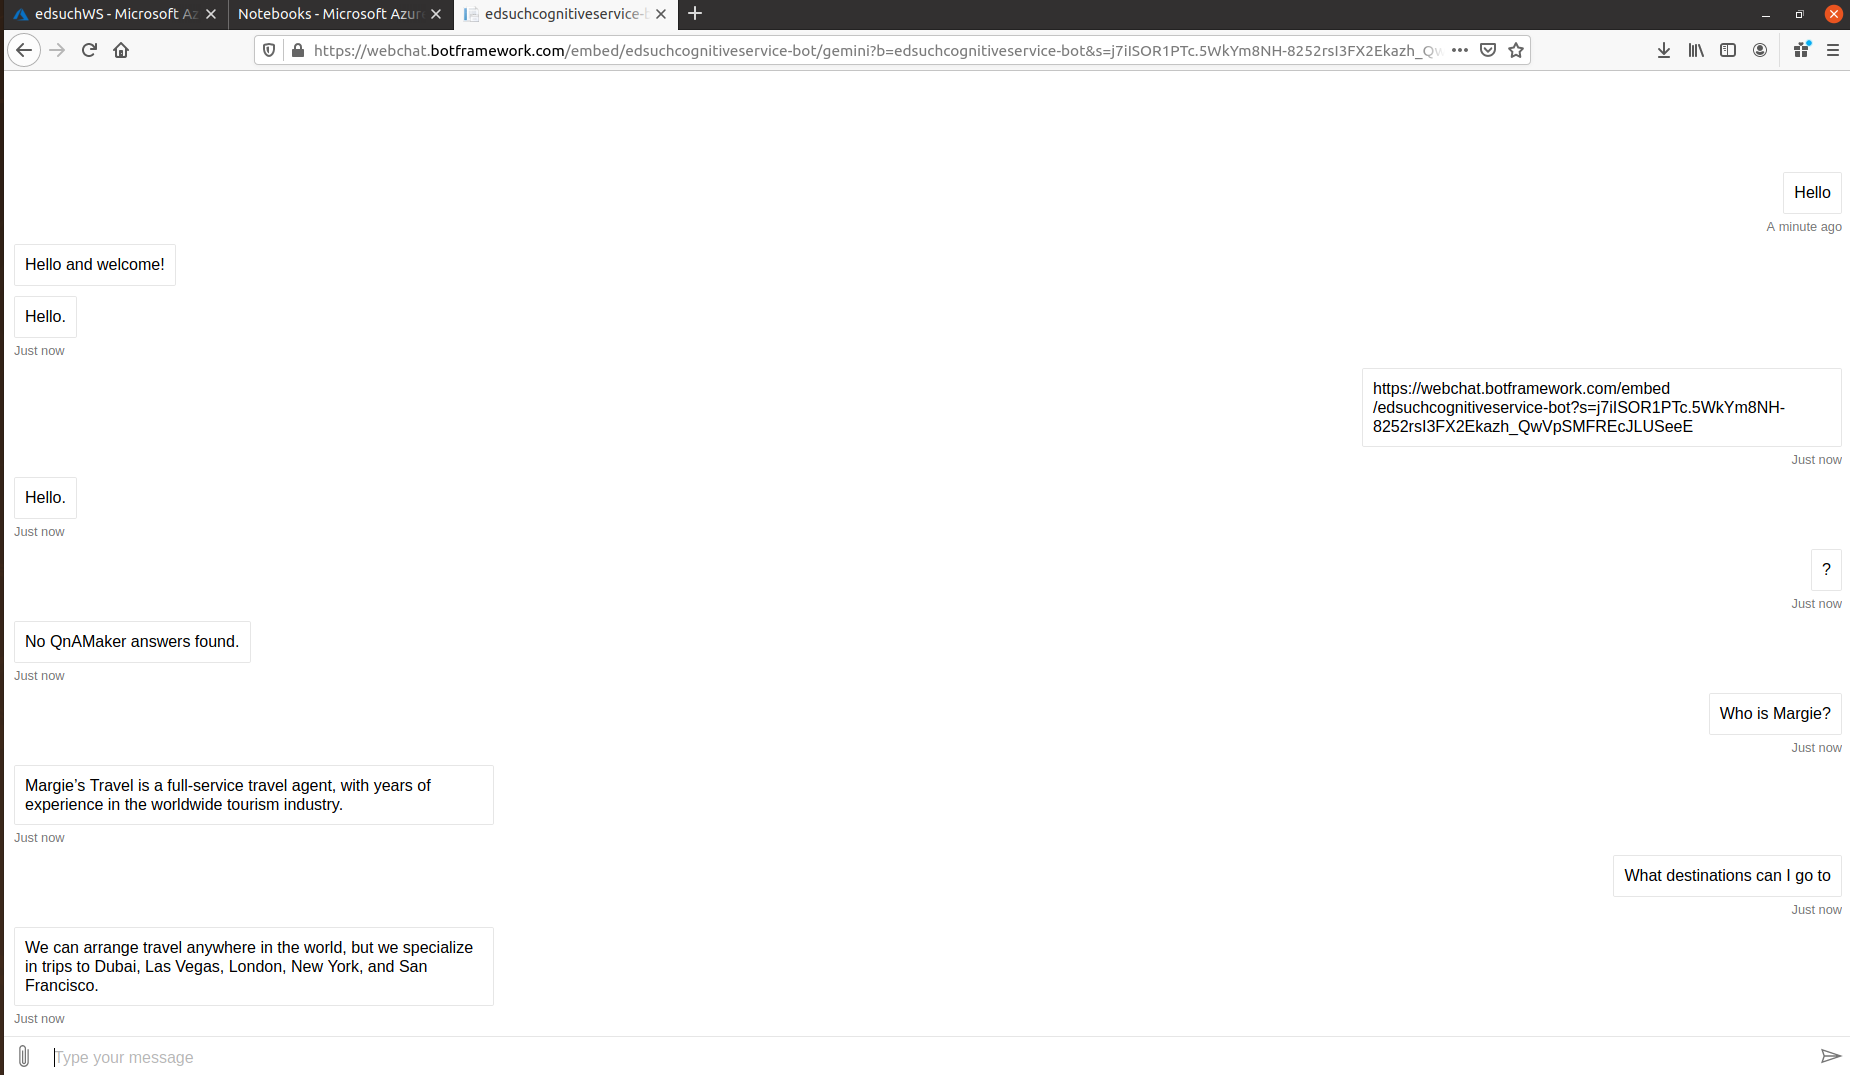 edsuchWS - Microsoft Az
Notebooks - Microsoft Azur
edsuchcognitiveservice-b
https://webchat.botframework.com/embed/edsuchcognitiveservice-bot/gemini?b=edsuchcognitiveservice-bot&s=j7iISOR1PTc.5WkYm8NH-8252rsI3FX2Ekazh_Qw
Hello
A minute ago
Hello and welcome!
Hello.
Just now
https://webchat.botframework.com/embed
/edsuchcognitiveservice-bot?s=j7iISOR1PTc.5WkYm8NH-
8252rsI3FX2Ekazh_QwVpSMFREcJLUSeeE
Just now
Hello.
Just now
?
Just now
No QnAMaker answers found.
Just now
Who is Margie?
Just now
Margie’s Travel is a full-service travel agent, with years of
experience in the worldwide tourism industry.
Just now
What destinations can I go to
Just now
We can arrange travel anywhere in the world, but we specialize
in trips to Dubai, Las Vegas, London, New York, and San
Francisco.
Just now
Type your message